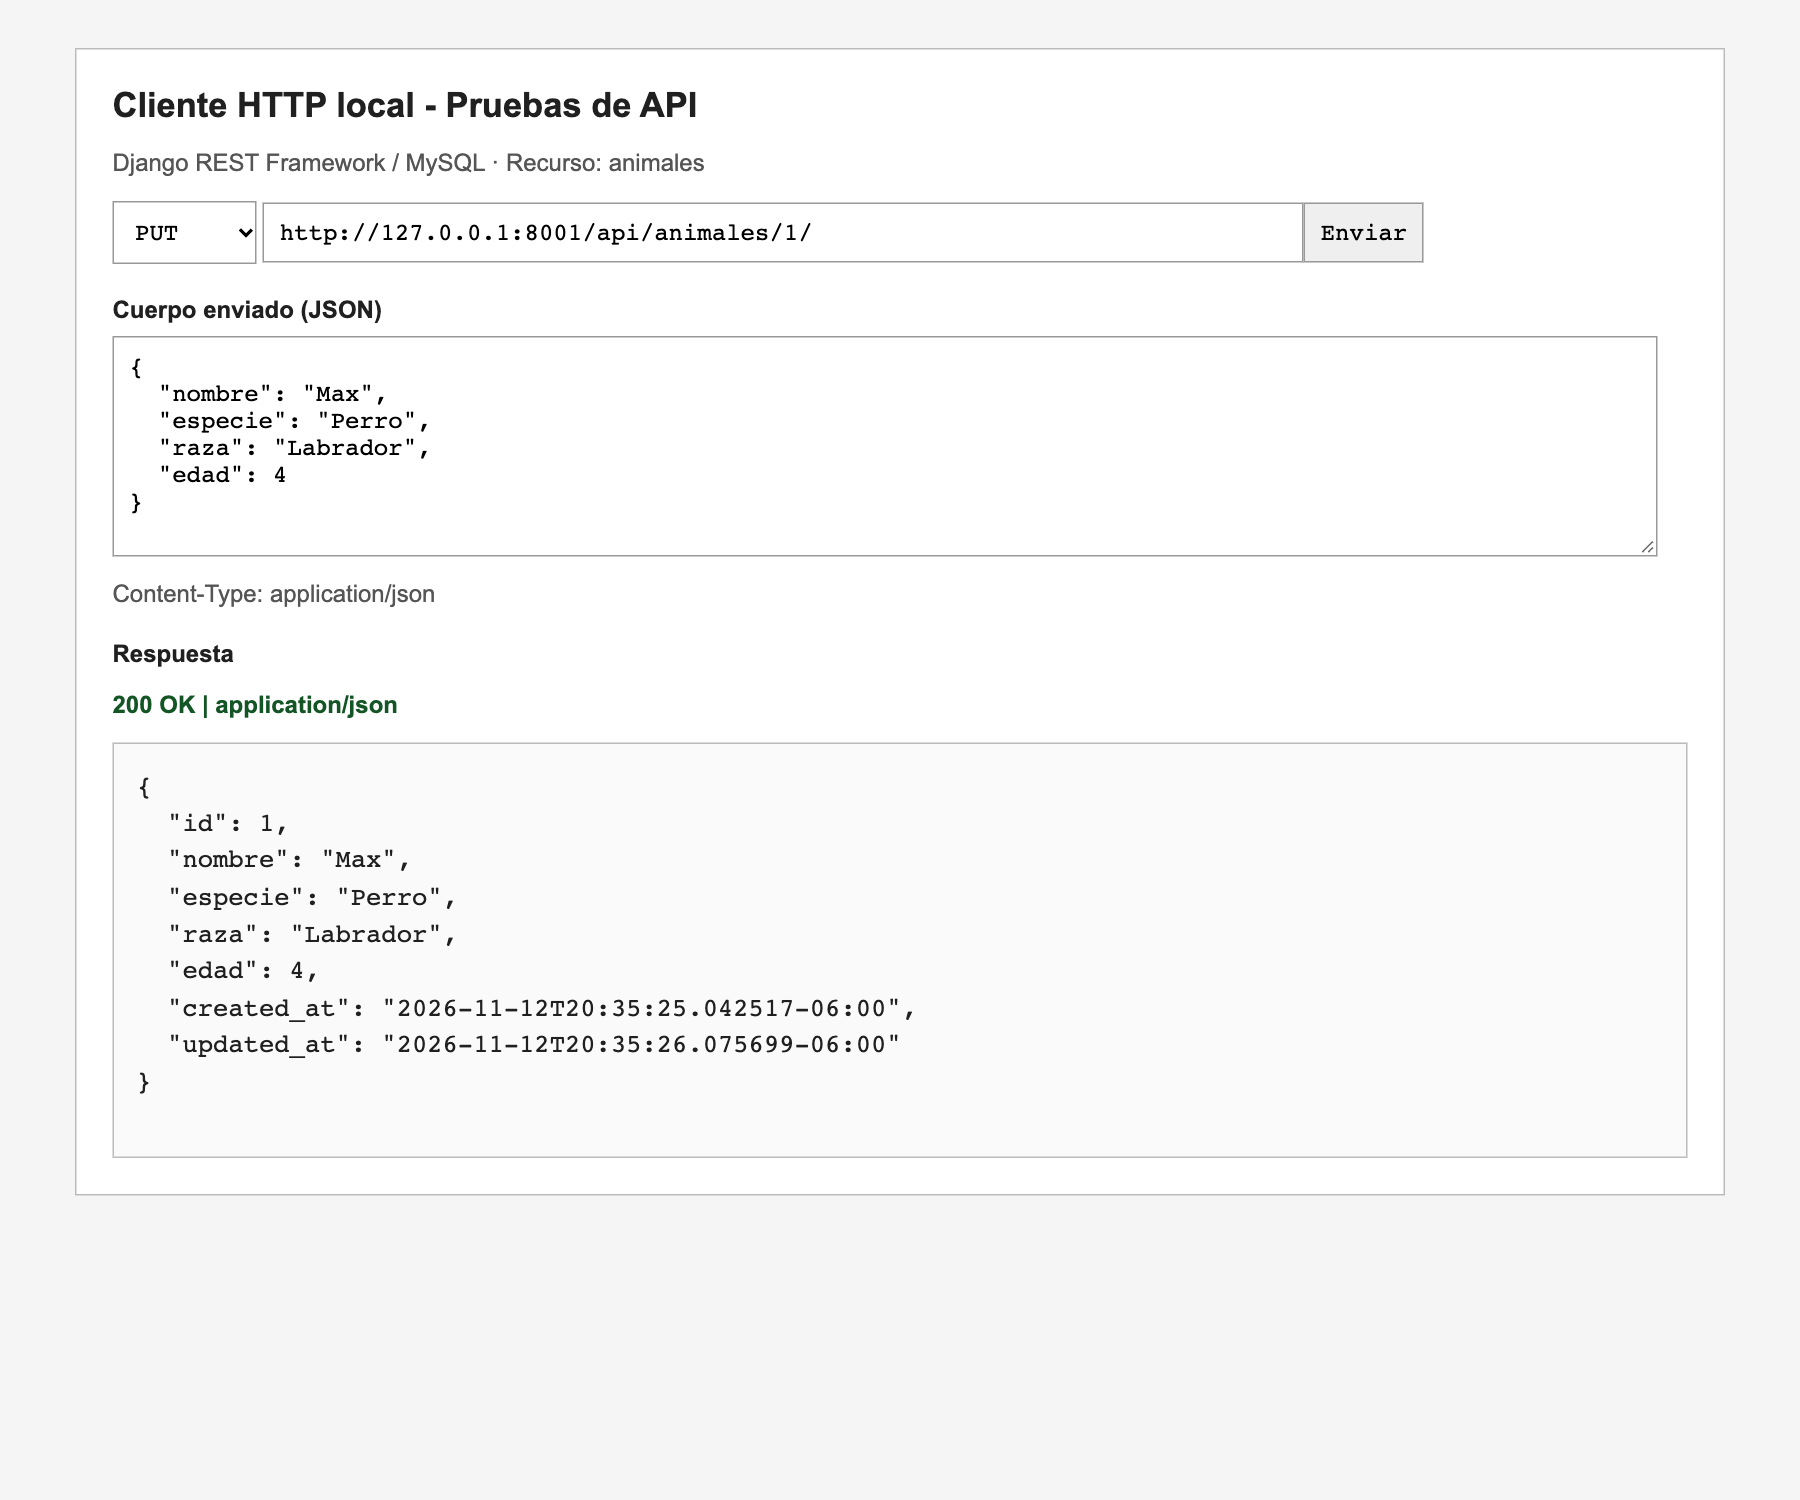 Cliente HTTP local - Pruebas de API
Django REST Framework / MySQL · Recurso: animales
PUT http://127.0.0.1:8001/api/animales/1/ Enviar
Cuerpo enviado (JSON)
{
  "nombre": "Max",
  "especie": "Perro",
  "raza": "Labrador",
  "edad": 4
}
Content-Type: application/json
Respuesta
200 OK | application/json
{
  "id": 1,
  "nombre": "Max",
  "especie": "Perro",
  "raza": "Labrador",
  "edad": 4,
  "created_at": "2026-11-12T20:35:25.042517-06:00",
  "updated_at": "2026-11-12T20:35:26.075699-06:00"
}